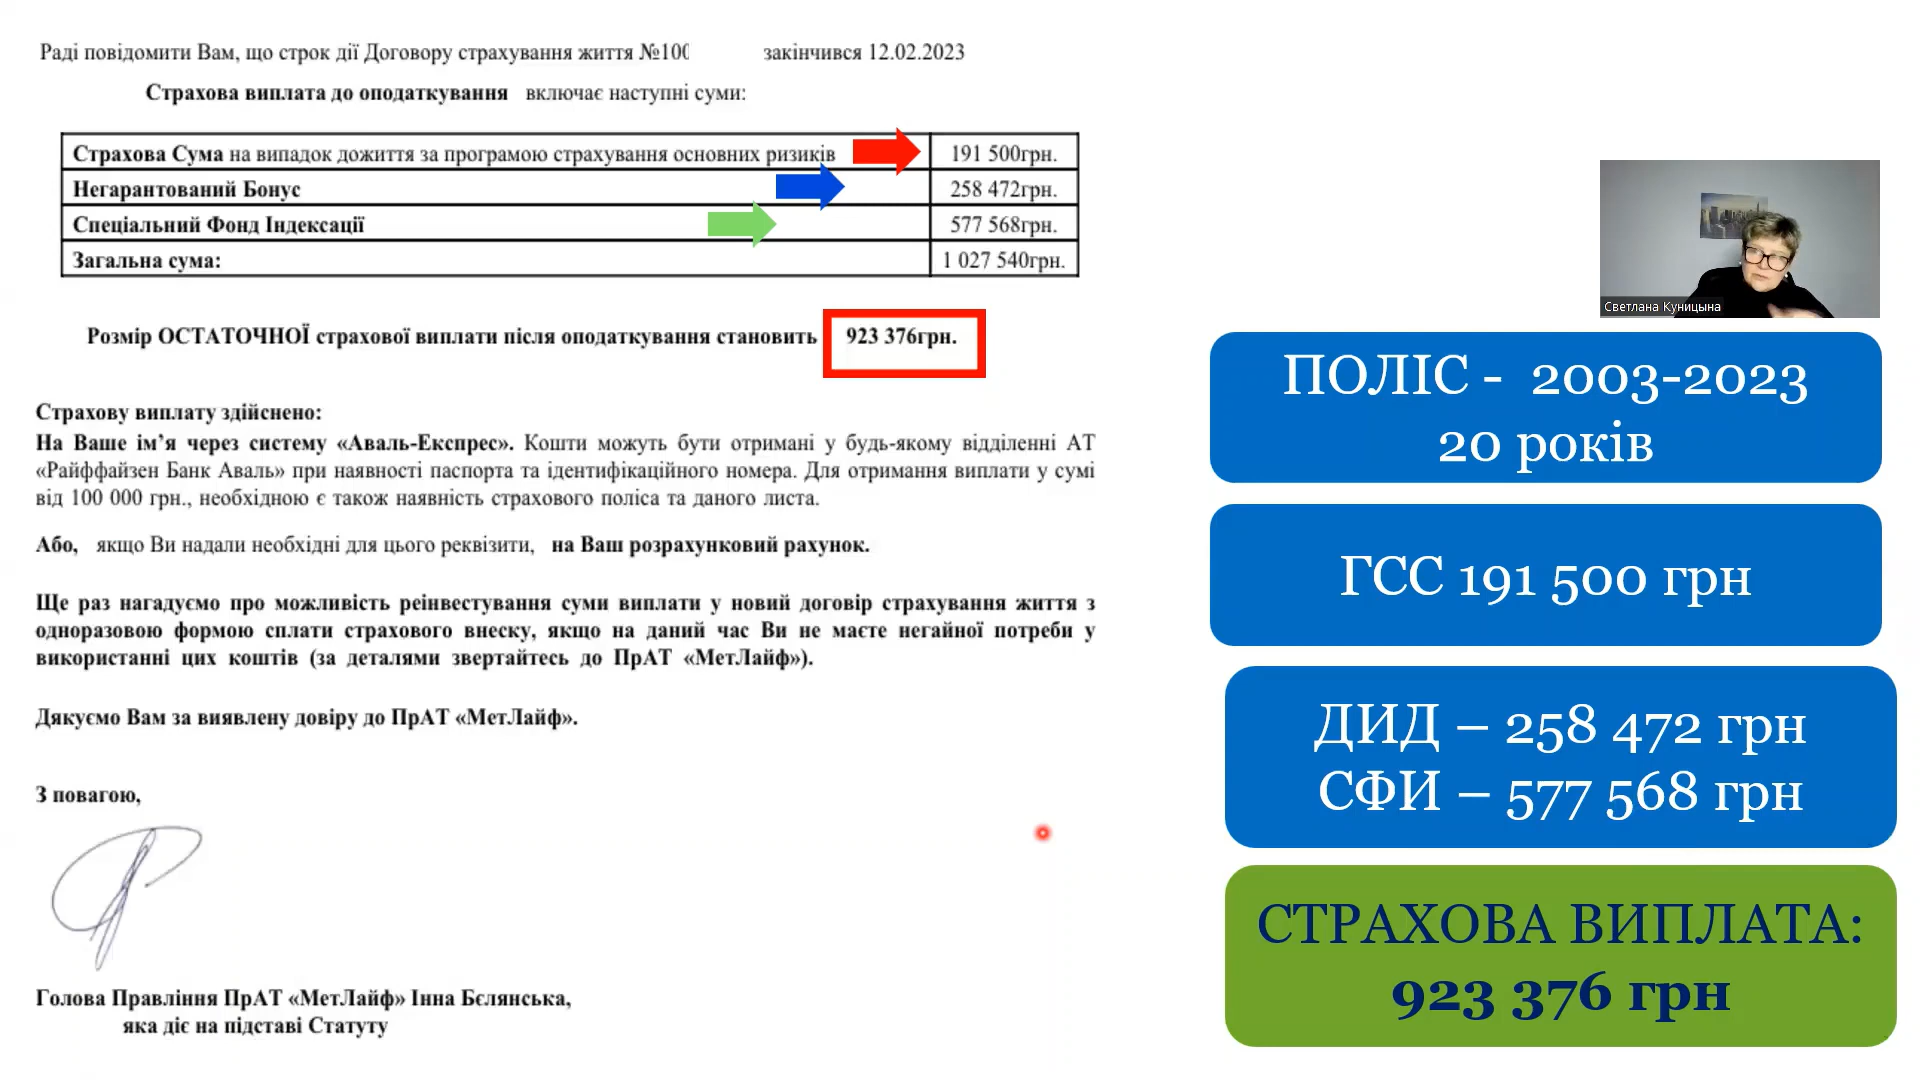 Раді повідомити Вам, що строк дії Договору страхування життя №100 закінчився 12.02.2023
Страхова виплата до оподаткування включає наступні суми:
Страхова Сума на випадок дожиття за програмою страхування основних ризиків 191 500грн.
Негарантований Бонус 258 472грн.
Спеціальний Фонд Індексації 577 568грн.
Загальна сума: 1 027 540грн.
Розмір ОСТАТОЧНОЇ страхової виплати після оподаткування становить 923 376грн.
Страхову виплату здійснено:
На Ваше ім’я через систему «Аваль-Експрес». Кошти можуть бути отримані у будь-якому відділенні АТ
«Райффайзен Банк Аваль» при наявності паспорта та ідентифікаційного номера. Для отримання виплати у сумі
від 100 000 грн., необхідною є також наявність страхового поліса та даного листа.
Або, якщо Ви надали необхідні для цього реквізити, на Ваш розрахунковий рахунок.
Ще раз нагадуємо про можливість реінвестування суми виплати у новий договір страхування життя з
одноразовою формою сплати страхового внеску, якщо на даний час Ви не маєте негайної потреби у
використанні цих коштів (за деталями звертайтесь до ПрАТ «МетЛайф»).
Дякуємо Вам за виявлену довіру до ПрАТ «МетЛайф».
З повагою,
Голова Правління ПрАТ «МетЛайф» Інна Бєлянська,
яка діє на підставі Статуту
Светлана Куницына
ПОЛІС - 2003-2023
20 років
ГСС 191 500 грн
ДИД – 258 472 грн
СФИ – 577 568 грн
СТРАХОВА ВИПЛАТА:
923 376 грн